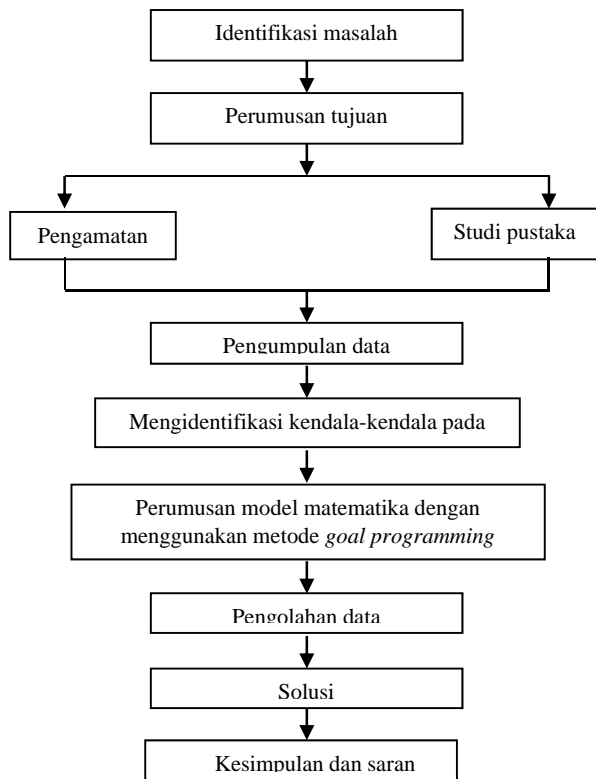 Identifikasi masalah
Perumusan tujuan
Pengamatan
Studi pustaka
Pengumpulan data
Mengidentifikasi kendala-kendala pada
Perumusan model matematika dengan
menggunakan metode goal programming
Pengolahan data
Solusi
Kesimpulan dan saran